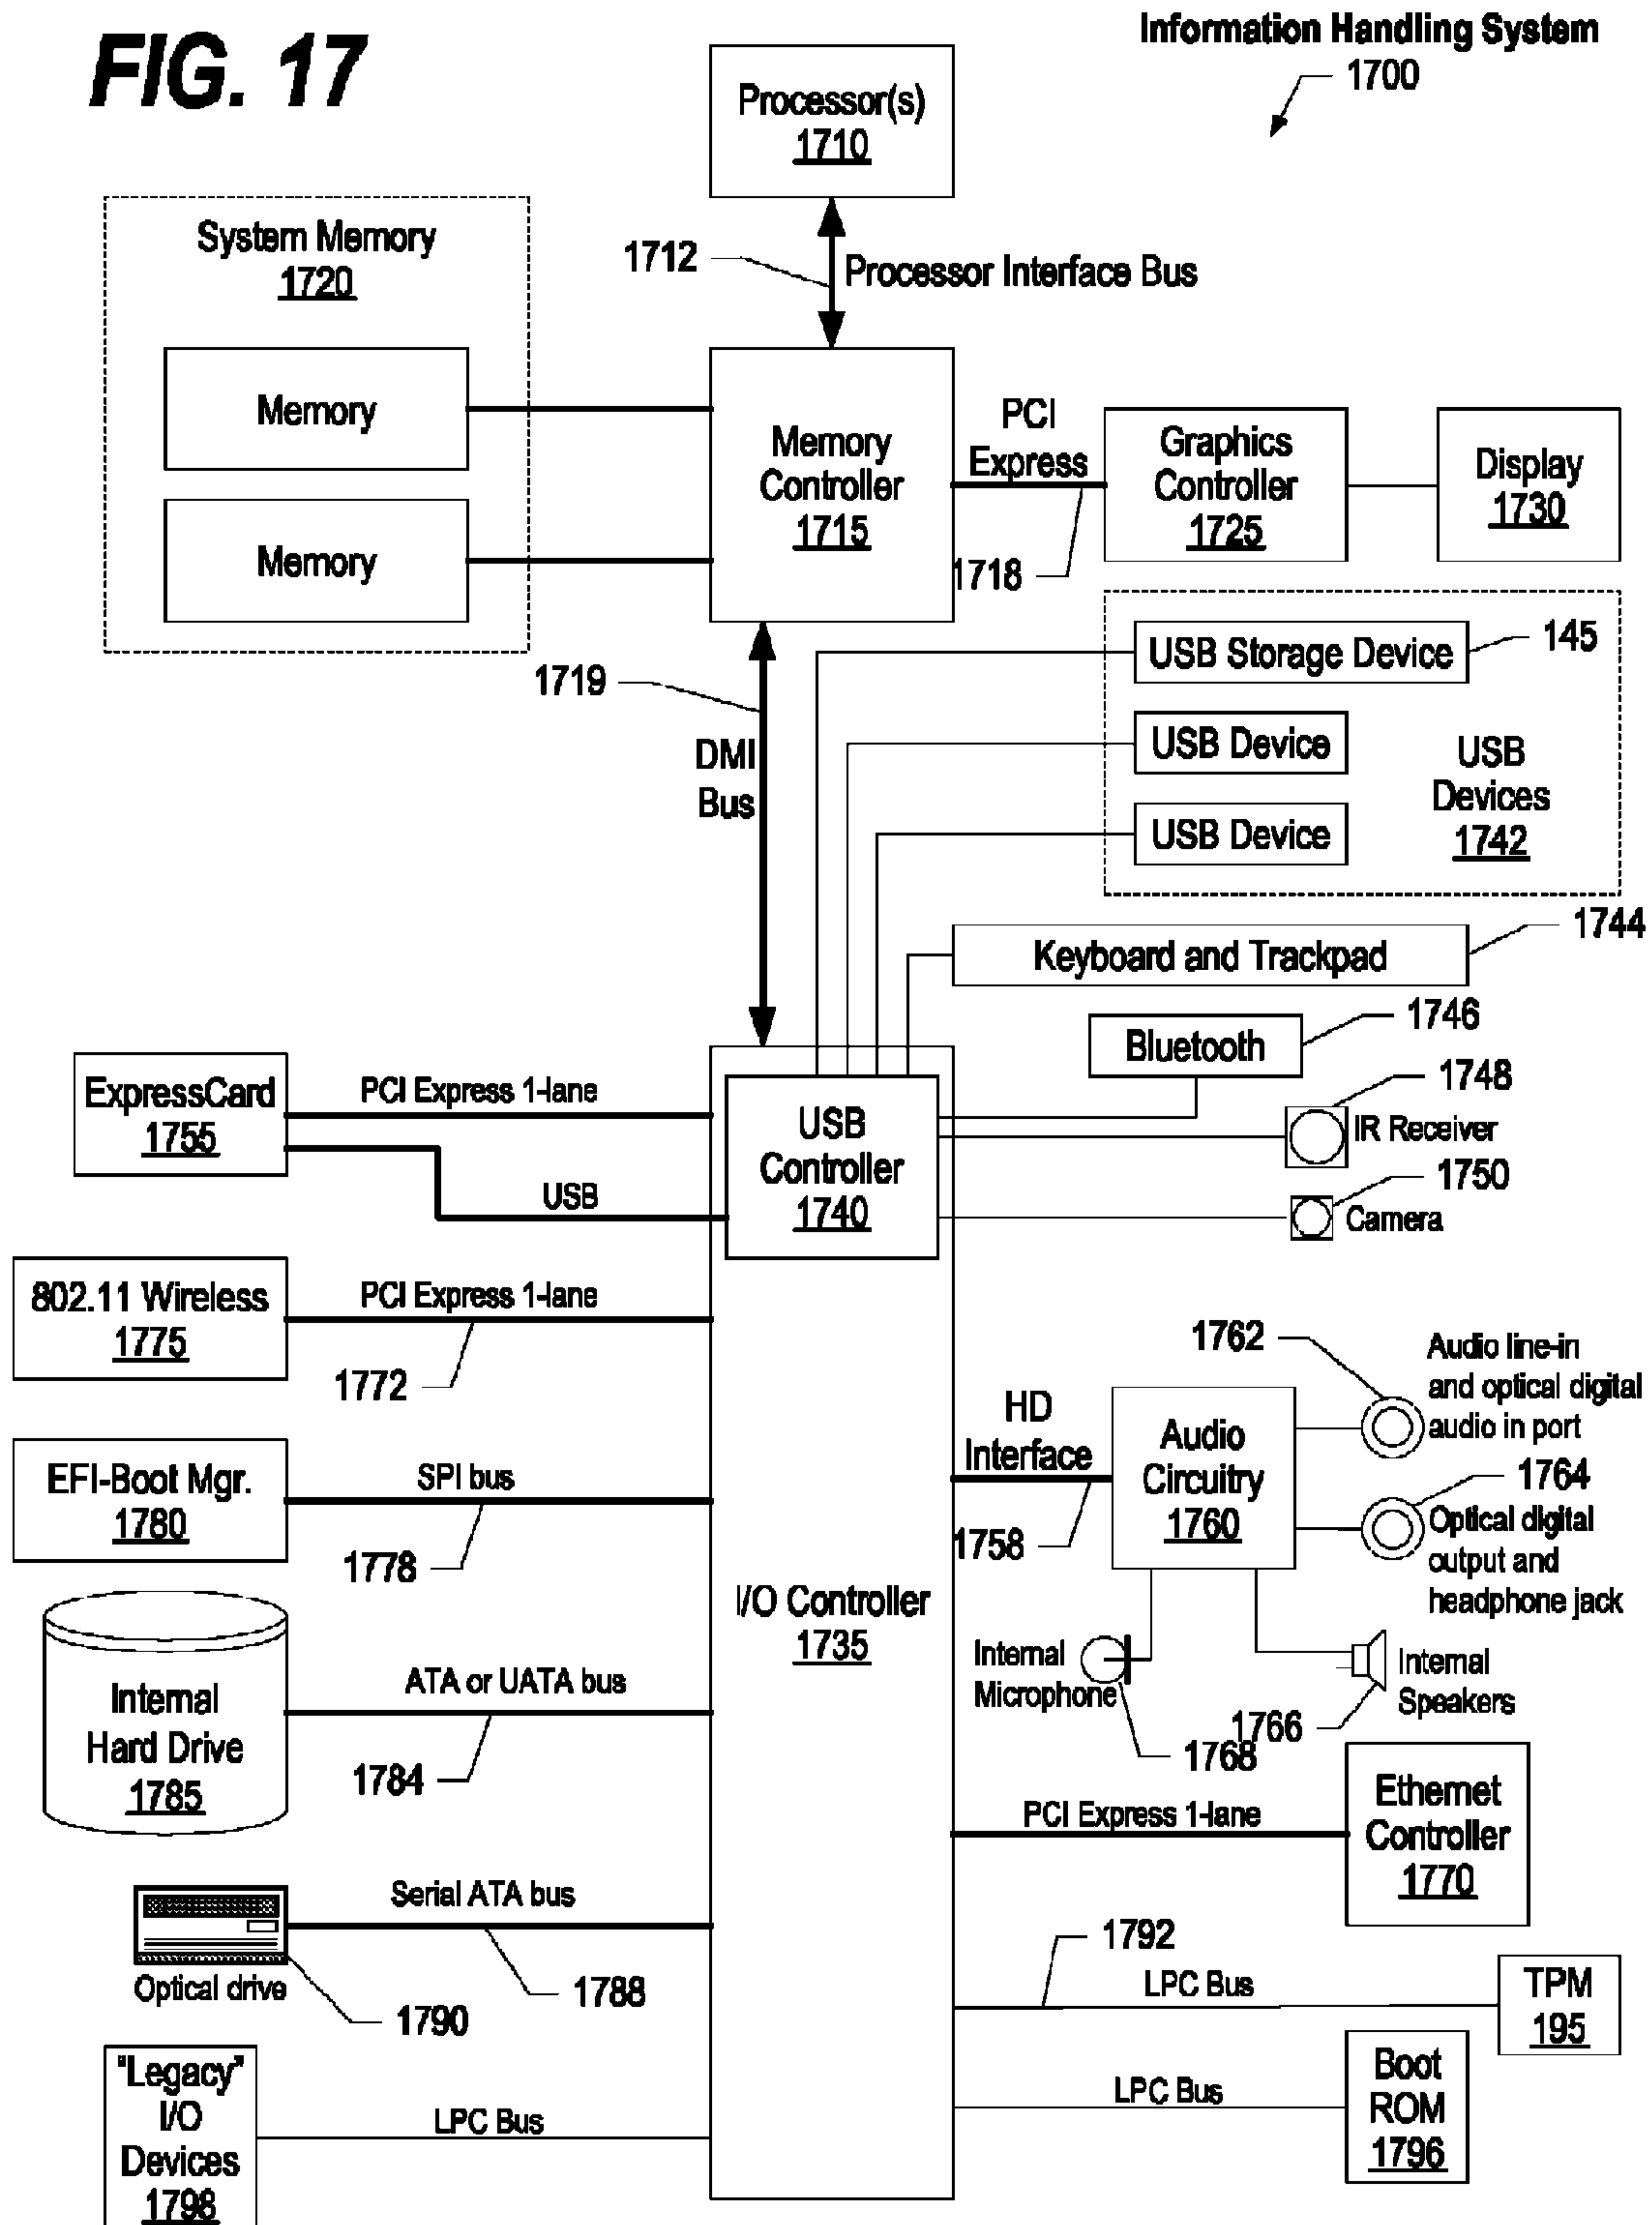 FIG. 17
Information Handling System
1700
Processor(s)
1710
1712
Processor Interface Bus
System Memory
1720
Memory
Memory
Memory
Controller
1715
PCI
Express
1718
Graphics
Controller
1725
Display
1730
1719
DMI
Bus
USB Storage Device
145
USB Device
USB Device
USB
Devices
1742
Keyboard and Trackpad
1744
Bluetooth
1746
1748
IR Receiver
1750
Camera
USB
Controller
1740
ExpressCard
1755
PCI Express 1-lane
USB
802.11 Wireless
1775
PCI Express 1-lane
1772
EFI-Boot Mgr.
1780
SPI bus
1778
I/O Controller
1735
HD
Interface
1758
Audio
Circuitry
1760
1762
Audio line-in
and optical digital
audio in port
1764
Optical digital
output and
headphone jack
Internal
Microphone
1768
1766
Internal
Speakers
Internal
Hard Drive
1785
ATA or UATA bus
1784
PCI Express 1-lane
Ethernet
Controller
1770
Serial ATA bus
1788
Optical drive
1790
1792
LPC Bus
TPM
195
LPC Bus
Boot
ROM
1796
"Legacy"
I/O
Devices
1798
LPC Bus